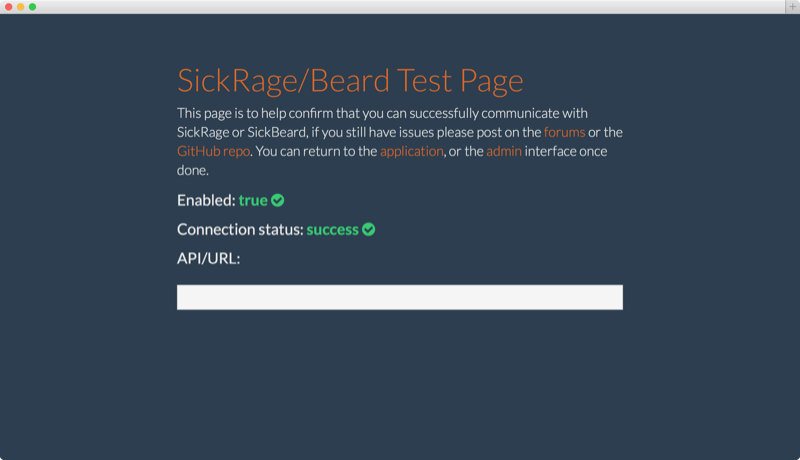 SickRage/Beard Test Page
This page is to help confirm that you can successfully communicate with
SickRage or SickBeard, if you still have issues please post on the forums or the
GitHub repo. You can return to the application, or the admin interface once
done.
Enabled: true
Connection status: success
API/URL: